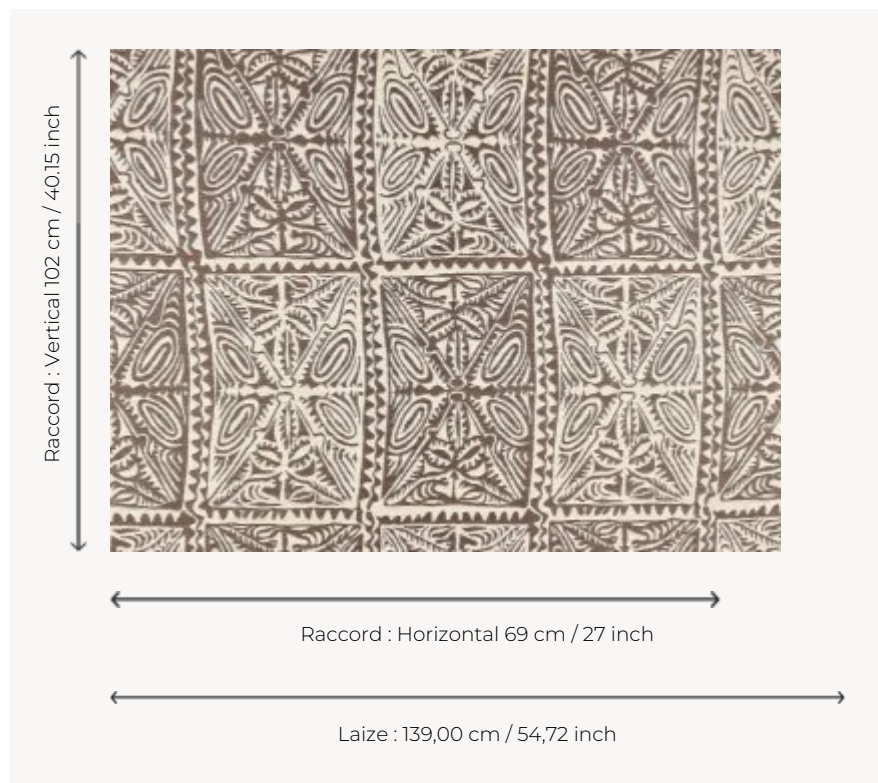 Raccord : Vertical 102 cm / 40.15 inch
Raccord : Horizontal 69 cm / 27 inch
Laize : 139,00 cm / 54,72 inch